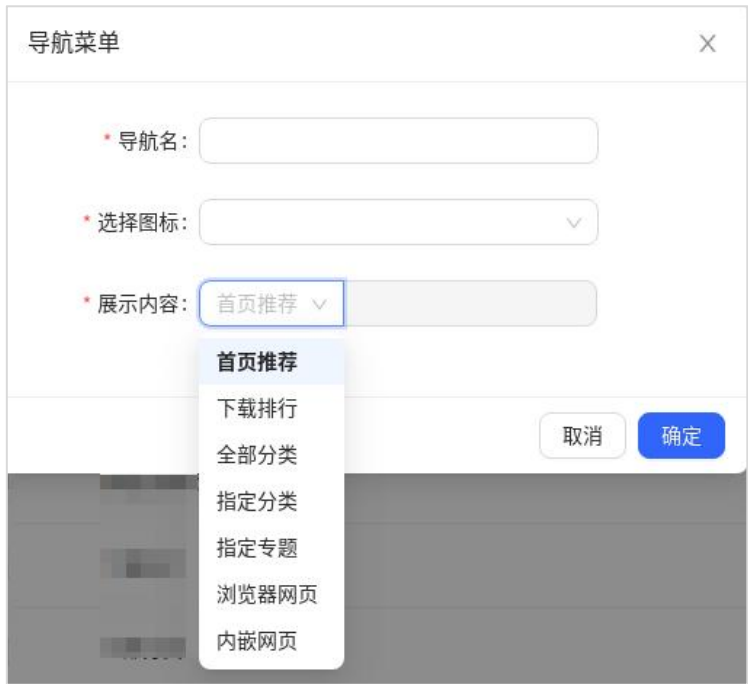 导航菜单
* 导航名：
* 选择图标：
* 展示内容： 首页推荐
首页推荐
下载排行
全部分类
取消 确定
指定分类
指定专题
浏览器网页
内嵌网页